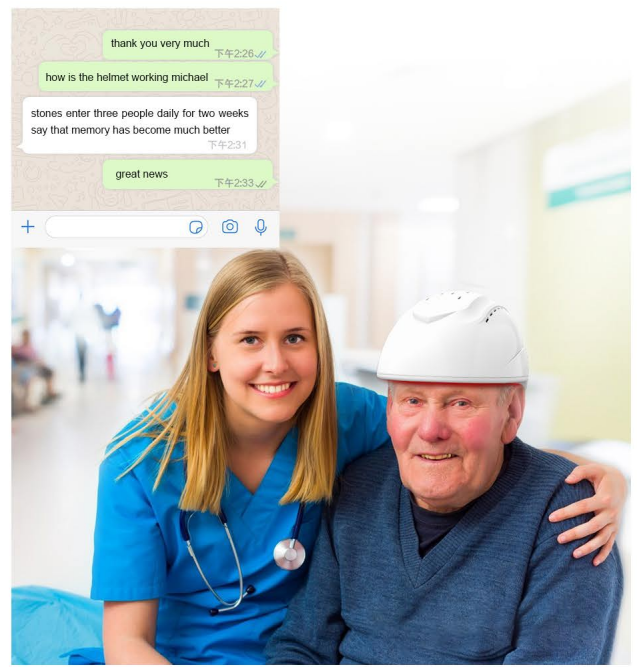 thank you very much
下午2:26
how is the helmet working michael
下午2:27
stones enter three people daily for two weeks
say that memory has become much better
下午2:31
great news
下午2:33